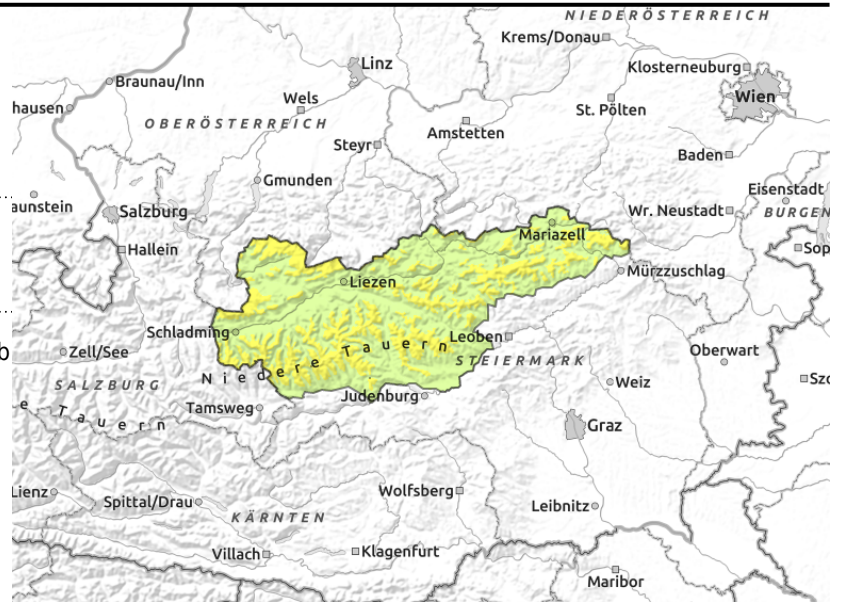 NIEDERÖSTERREICH
Krems/Donau
Linz
Klosterneuburg
Braunau/Inn
Wels
Wien
hausen
St. Pölten
OBERÖSTERREICH
Amstetten
Steyr
Baden
Gmunden
Eisenstadt
aunstein
Salzburg
Wr. Neustadt
BURGEN
Mariazell
Hallein
Sop
Mürzzuschlag
Liezen
Schladming
Leoben
b
Zell/See
Niedere Tauern
STEIERMARK
Oberwart
SALZBURG
Weiz
Szo
Judenburg
e Tauern
Tamsweg
Graz
Lienz
Spittal/Drau
Wolfsberg
Leibnitz
KÄRNTEN
Villach
Klagenfurt
Maribor